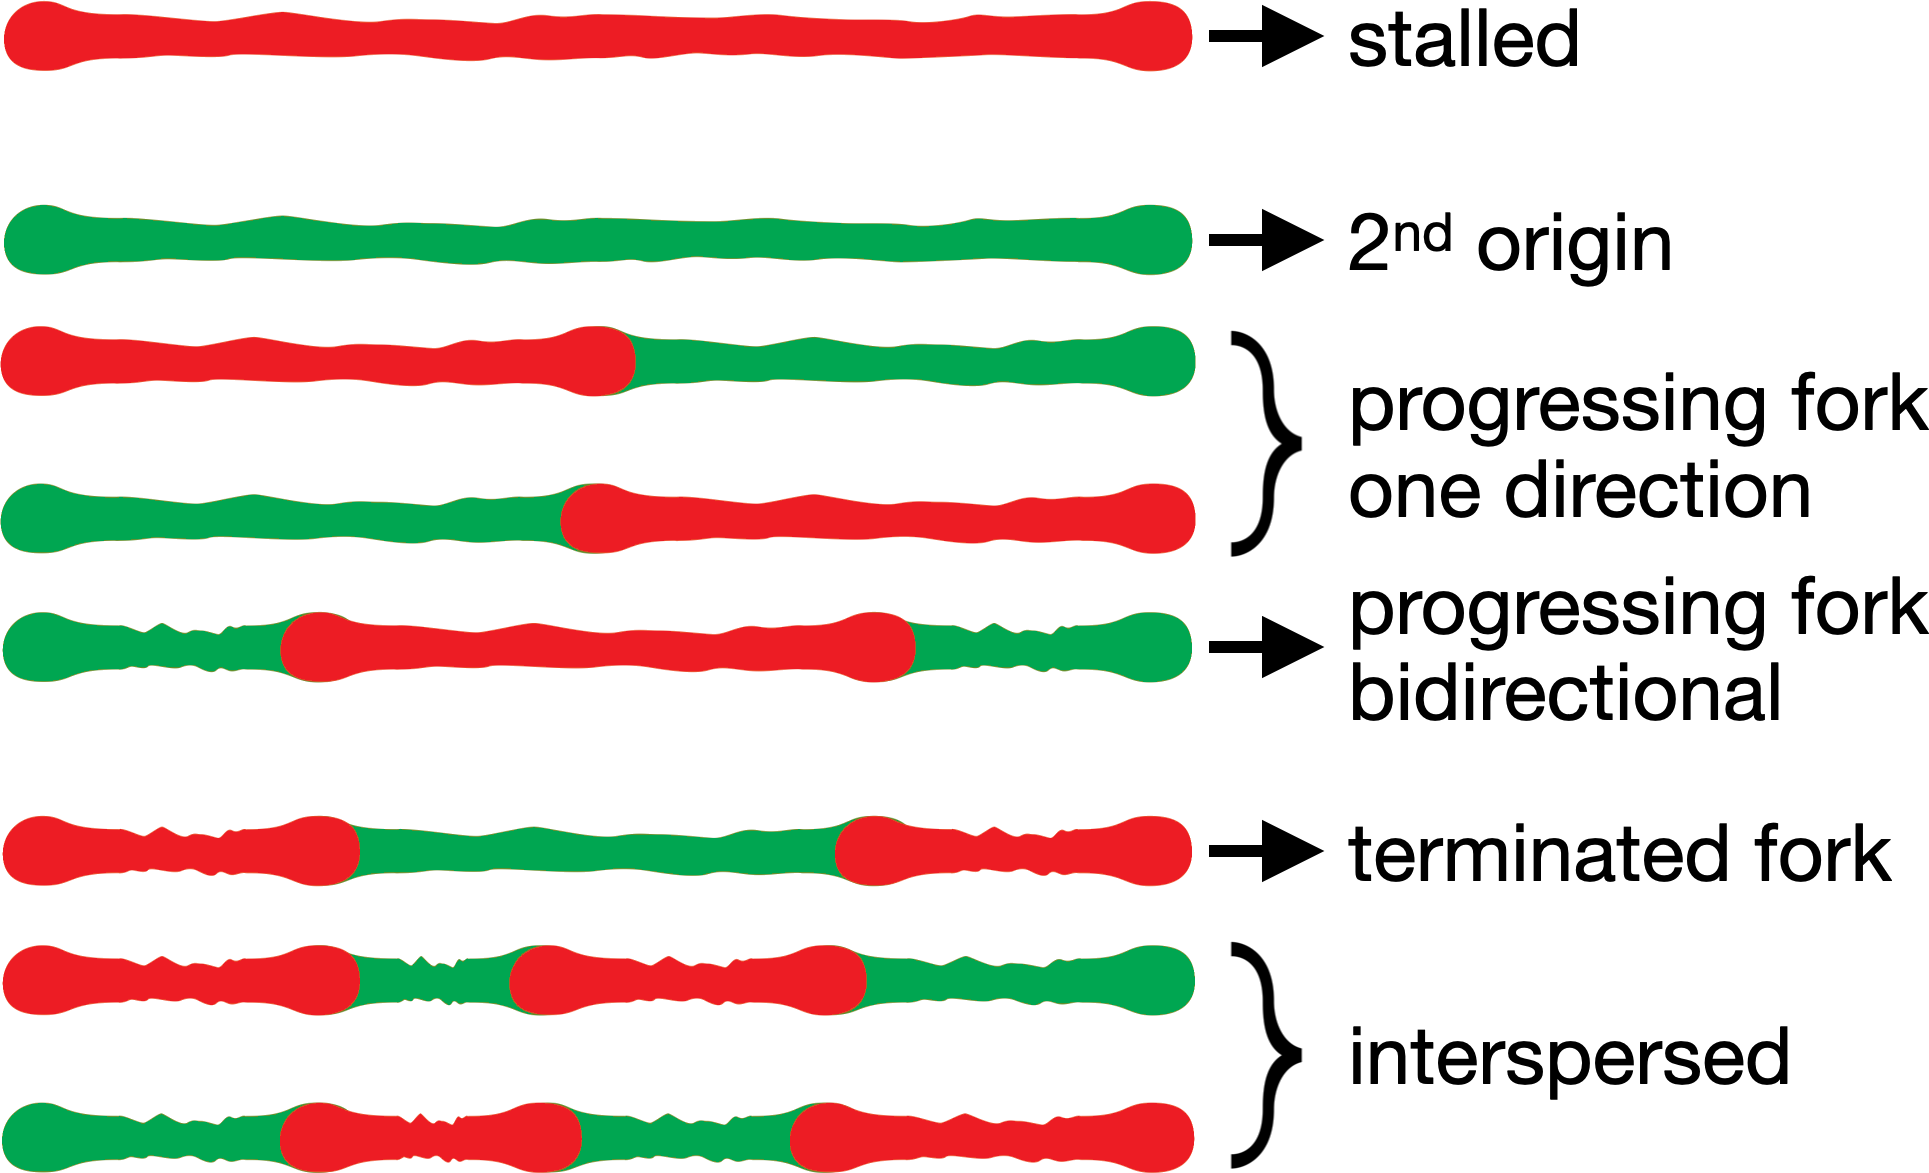 stalled
2nd origin
progressing fork
one direction
progressing fork
bidirectional
terminated fork
interspersed